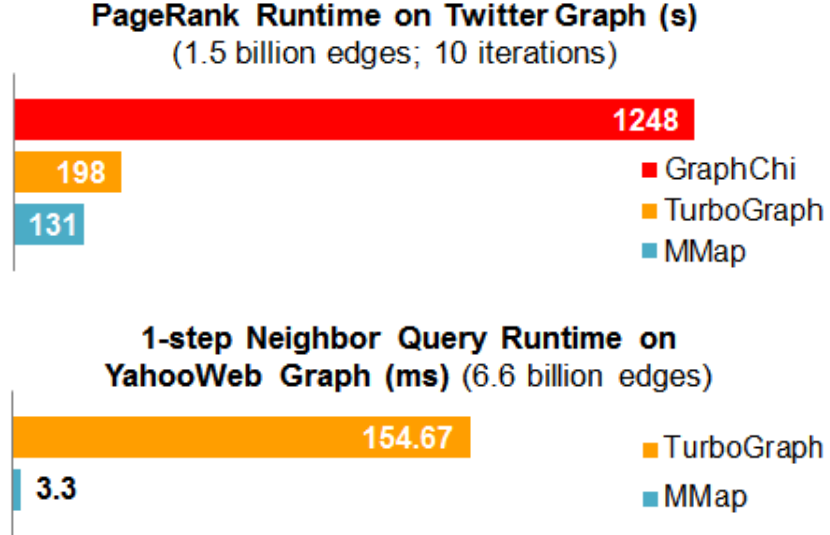 PageRank Runtime on Twitter Graph (s)
(1.5 billion edges; 10 iterations)
1248
198
131
GraphChi
TurboGraph
MMap
1-step Neighbor Query Runtime on
YahooWeb Graph (ms) (6.6 billion edges)
154.67
3.3
TurboGraph
MMap